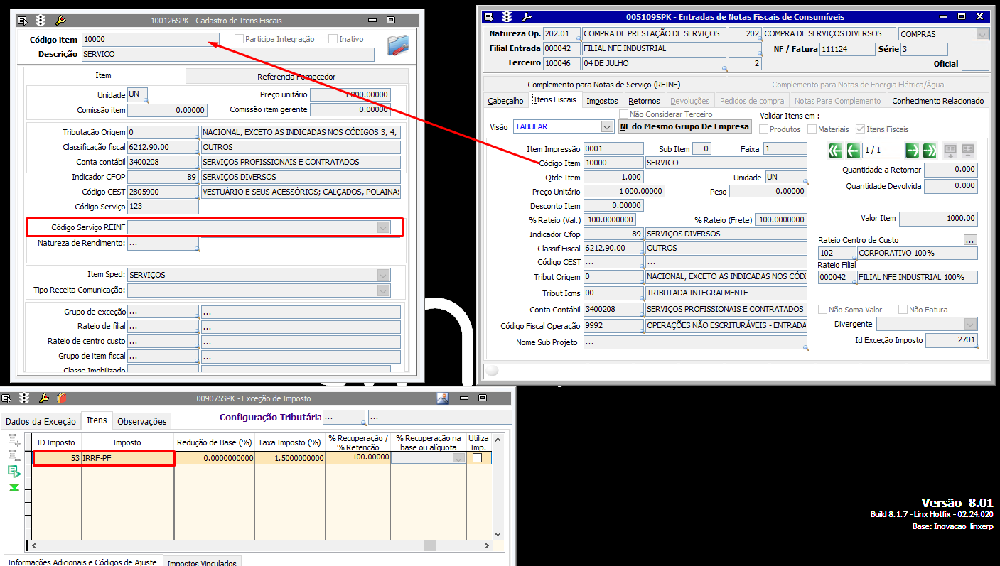 100126SPK - Cadastro de Itens Fiscais
Código item 10000 Participa Integração Inativo
Descrição SERVICO
Item Referencia Fornecedor
Unidade UN Preço unitário 1 000.00000
Comissão item 0.00000 Comissão item gerente 0.00000
Tributação Origem 0 NACIONAL, EXCETO AS INDICADAS NOS CÓDIGOS 3, 4,
Classificação fiscal 6212.90.00 OUTROS
Conta contábil 3400208 SERVIÇOS PROFISSIONAIS E CONTRATADOS
Indicador CFOP 89 SERVIÇOS DIVERSOS
Código CEST 2805900 VESTUÁRIO E SEUS ACESSÓRIOS; CALÇADOS, POLAINAS
Código Serviço 123
Código Serviço REINF
Natureza de Rendimento: ...
Item Sped: SERVIÇOS
Tipo Receita Comunicação:
Grupo de exceção ... ...
Rateio de filial ... ...
Rateio de centro custo ... ...
Grupo de item fiscal ... ...
Classe Imobilizado
005109SPK - Entradas de Notas Fiscais de Consumíveis
Natureza Op. 202.01 COMPRA DE PRESTAÇÃO DE SERVIÇOS 202 COMPRA DE SERVIÇOS DIVERSOS COMPRAS
Filial Entrada 000042 FILIAL NFE INDUSTRIAL NF / Fatura 111124 Série 3
Terceiro 100046 04 DE JULHO 2 Oficial
Complemento para Notas de Serviço (REINF) Complemento para Notas de Energia Elétrica/Água
Cabeçalho Itens Fiscais Impostos Retornos Devoluções Pedidos de compra Notas Para Complemento Conhecimento Relacionado
Não Considerar Terceiro Validar Itens em :
Visão TABULAR NF do Mesmo Grupo De Empresa Produtos Materiais Itens Fiscais
Item Impressão 0001 Sub Item 0 Faixa 1 1 / 1
Código Item 10000 SERVICO
Qtde Item 1.000 Unidade UN Quantidade a Retornar 0.000
Preço Unitário 1 000.00000 Peso 0.00000 Quantidade Devolvida 0.000
Desconto Item 0.00000
% Rateio (Val.) 100.0000000 % Rateio (Frete) 100.0000000 Valor Item 1000.00
Indicador Cfop 89 SERVIÇOS DIVERSOS
Rateio Centro de Custo ...
Classif Fiscal 6212.90.00 OUTROS 102 CORPORATIVO 100%
Código CEST ... ... Rateio Filial
Tribut Origem 0 NACIONAL, EXCETO AS INDICADAS NOS CÓDI 000042 FILIAL NFE INDUSTRIAL 100%
Tribut Icms 00 TRIBUTADA INTEGRALMENTE
Conta Contábil 3400208 SERVIÇOS PROFISSIONAIS E CONTRATADOS Não Soma Valor Não Fatura
Código Fiscal Operação 9992 OPERAÇÕES NÃO ESCRITURÁVEIS - ENTRADA Divergente
Nome Sub Projeto ... Id Exceção Imposto 2701
009075SPK - Exceção de Imposto
Dados da Exceção Itens Observações Configuração Tributária ... ...
ID Imposto Imposto Redução de Base (%) Taxa Imposto (%) % Recuperação / % Retenção % Recuperação na base ou alíquota Utiliza Imp.
53 IRRF-PF 0.0000000000 1.5000000000 100.00000
Informações Adicionais e Códigos de Ajuste Impostos Vinculados
Versão 8.01
Build 8.1.7 - Linx Hotfix - 02.24.020
Base: Inovacao_linxerp